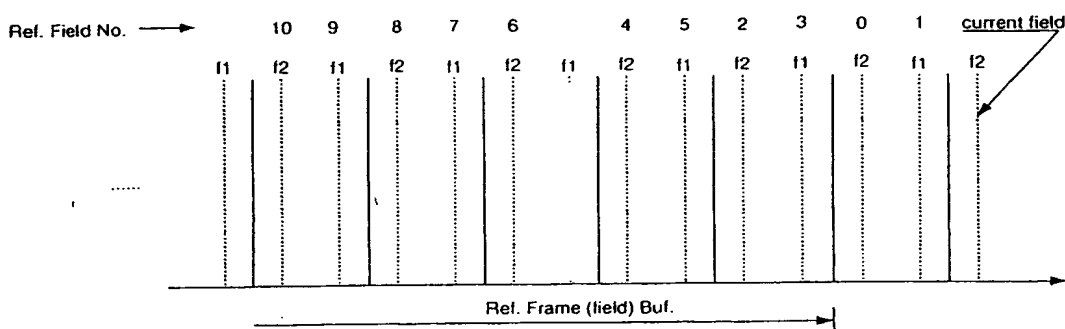 Ref. Field No. 10 9 8 7 6 4 5 2 3 0 1 current field
f1 f2 f1 f2 f1 f2 f1 f2 f1 f2 f1 f2 f1 f2
Ref. Frame (field) Buf.